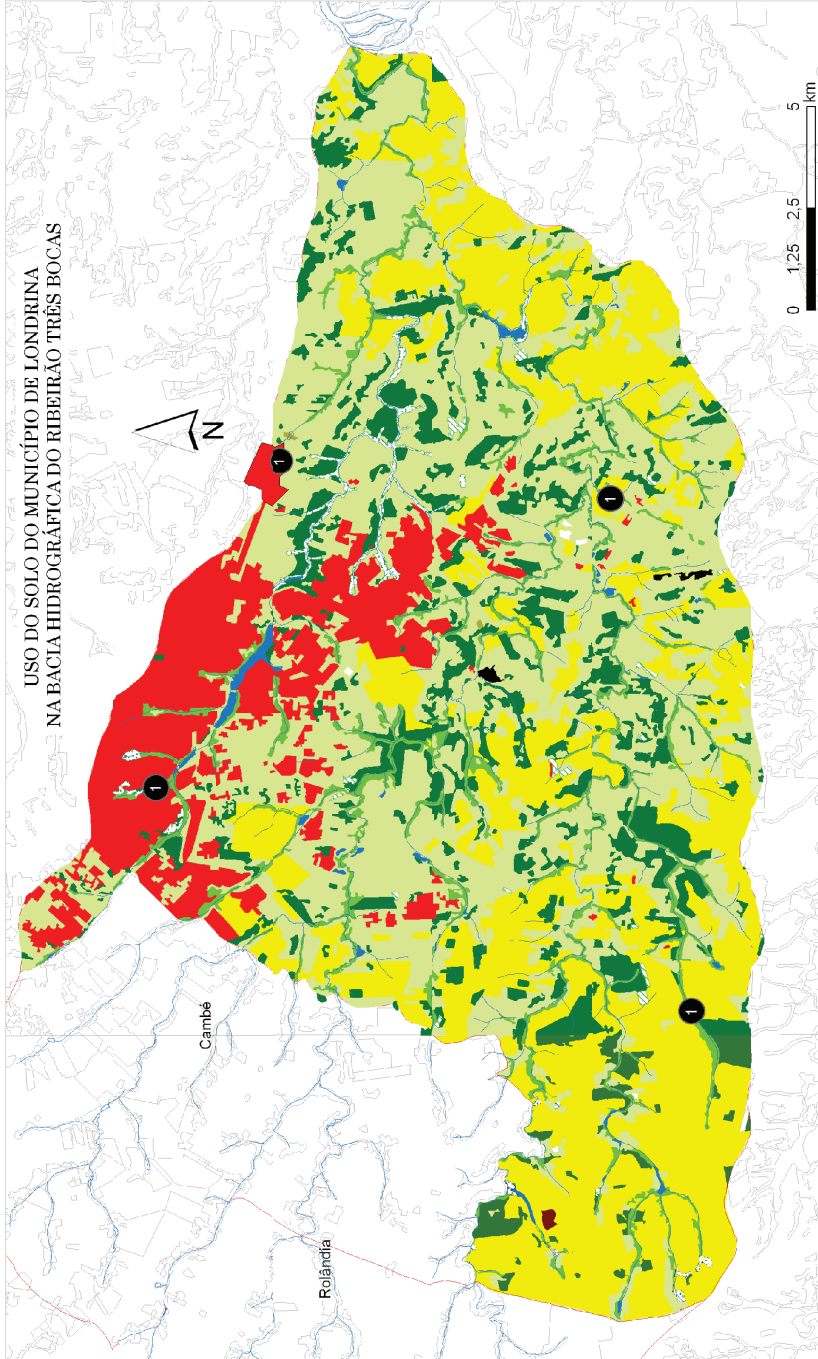 USO DO SOLO DO MUNICÍPIO DE LONDRINA
NA BACIA HIDROGRÁFICA DO RIBEIRÃO TRÊS BOCAS
N
1
1
1
1
Cambé
Rolândia
0 1,25 2,5 5
km